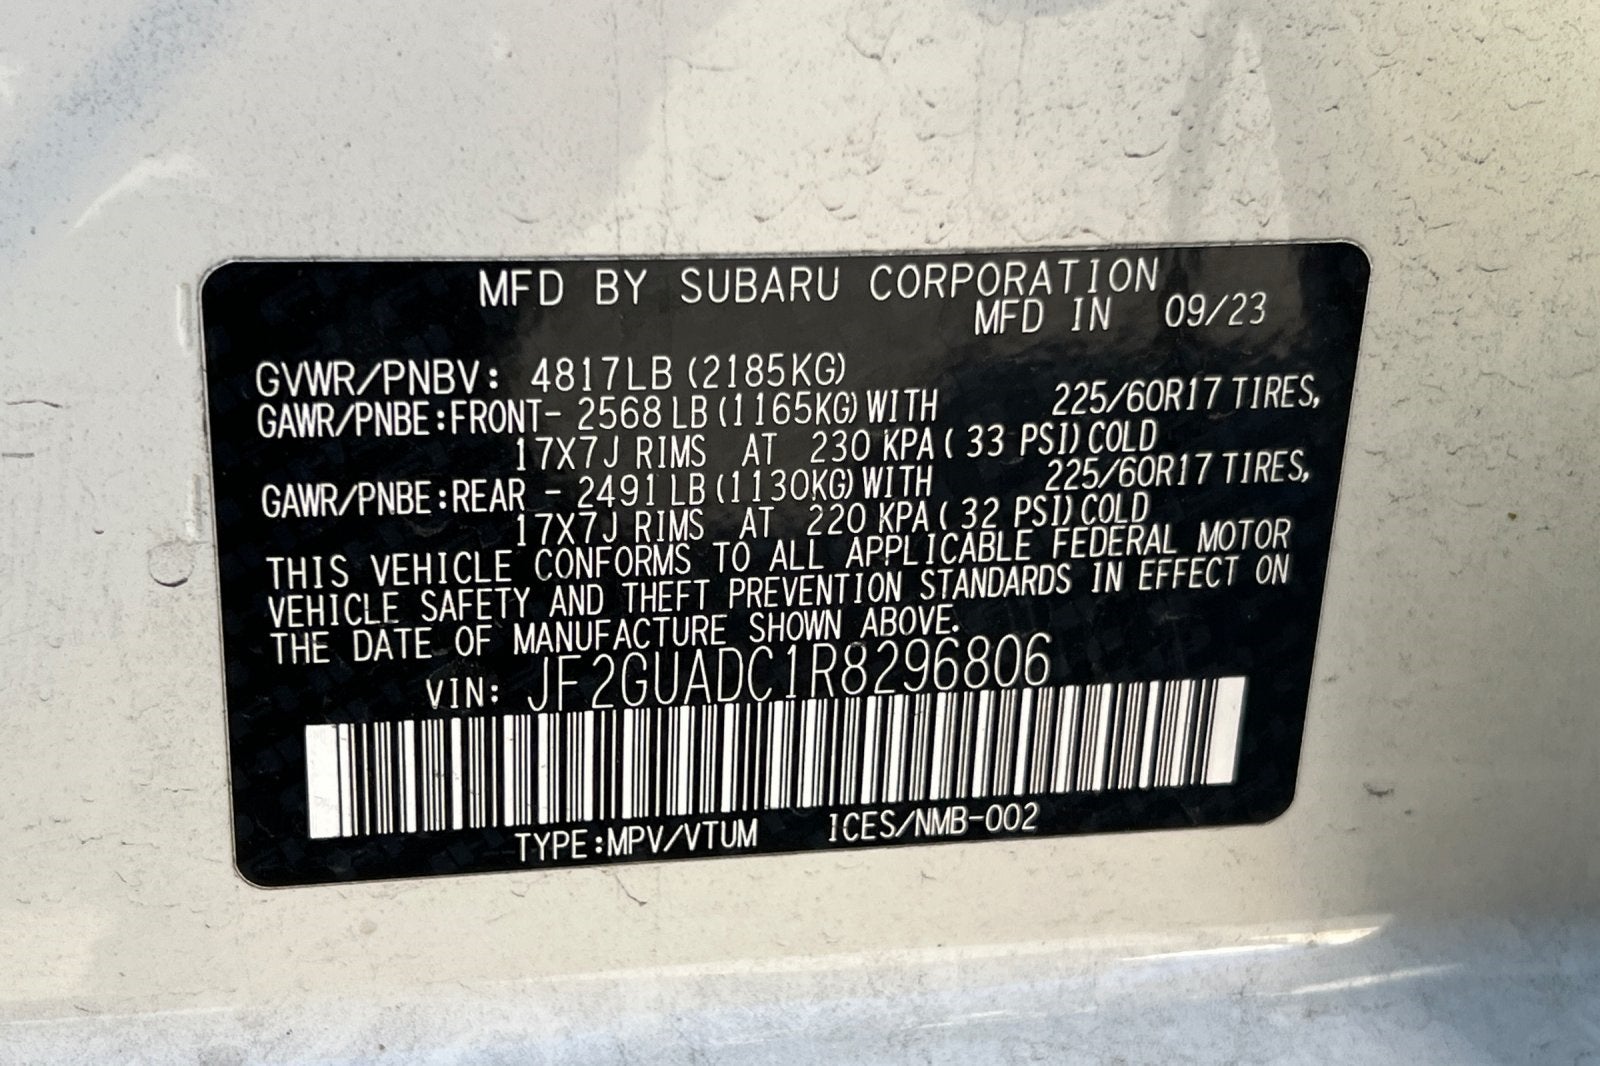 MFD BY SUBARU CORPORATION
MFD IN 09/23
GVWR/PNBV: 4817LB (2185KG)
GAWR/PNBE:FRONT- 2568 LB (1165KG) WITH 225/60R17 TIRES,
17X7J RIMS AT 230 KPA ( 33 PSI) COLD
GAWR/PNBE:REAR - 2491 LB (1130KG) WITH 225/60R17 TIRES,
17X7J RIMS AT 220 KPA ( 32 PSI) COLD
THIS VEHICLE CONFORMS TO ALL APPLICABLE FEDERAL MOTOR
VEHICLE SAFETY AND THEFT PREVENTION STANDARDS IN EFFECT ON
THE DATE OF MANUFACTURE SHOWN ABOVE.
VIN: JF2GUADC1R8296806
TYPE:MPV/VTUM ICES/NMB-002